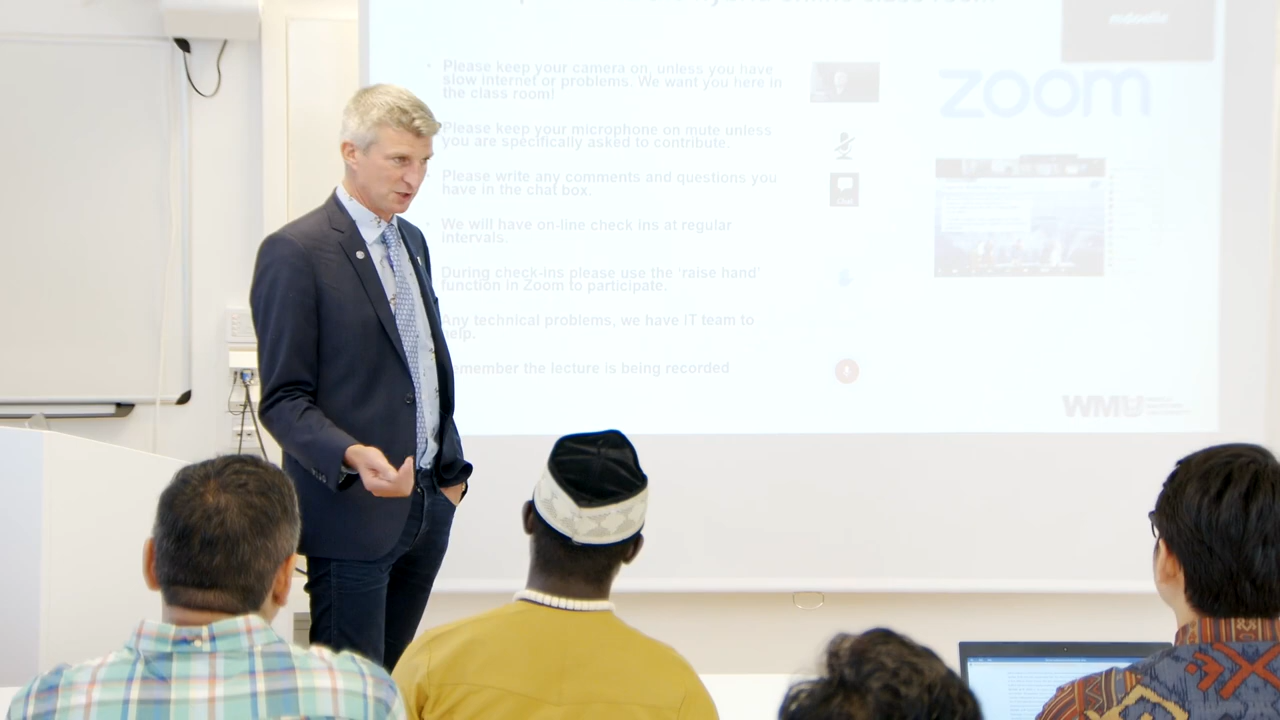 Please keep your camera on, unless you have
slow internet or problems. We want you here in
the class room!
Please keep your microphone on mute unless
you are specifically asked to contribute.
Please write any comments and questions you
have in the chat box.
Chat
We will have on-line check ins at regular
intervals.
During check-ins please use the ‘raise hand’
function in Zoom to participate.
Any technical problems, we have IT team to
elp.
emember the lecture is being recorded
zoom
WMU